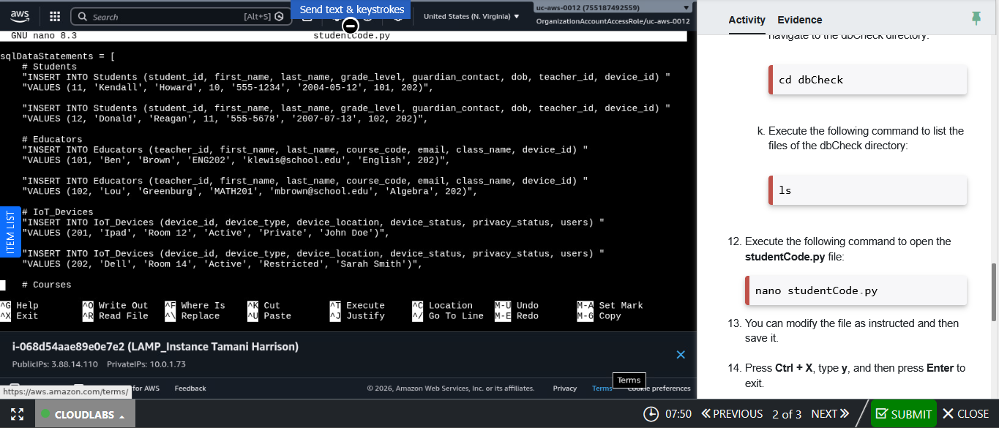 aws
Search
[Alt+S]
Send text & keystrokes
United States (N. Virginia) ▼
uc-aws-0012 (755187492559)
OrganizationAccountAccessRole/uc-aws-0012
GNU nano 8.3 studentCode.py
sqlDataStatements = [
# Students
"INSERT INTO Students (student_id, first_name, last_name, grade_level, guardian_contact, dob, teacher_id, device_id) "
"VALUES (11, 'Kendall', 'Howard', 10, '555-1234', '2004-05-12', 101, 202)",
"INSERT INTO Students (student_id, first_name, last_name, grade_level, guardian_contact, dob, teacher_id, device_id) "
"VALUES (12, 'Donald', 'Reagan', 11, '555-5678', '2007-07-13', 102, 202)",
# Educators
"INSERT INTO Educators (teacher_id, first_name, last_name, course_code, email, class_name, device_id) "
"VALUES (101, 'Ben', 'Brown', 'ENG202', 'klewis@school.edu', 'English', 202)",
"INSERT INTO Educators (teacher_id, first_name, last_name, course_code, email, class_name, device_id) "
"VALUES (102, 'Lou', 'Greenburg', 'MATH201', 'mbrown@school.edu', 'Algebra', 202)",
# IoT_Devices
"INSERT INTO IoT_Devices (device_id, device_type, device_location, device_status, privacy_status, users) "
"VALUES (201, 'Ipad', 'Room 12', 'Active', 'Private', 'John Doe')",
"INSERT INTO IoT_Devices (device_id, device_type, device_location, device_status, privacy_status, users) "
"VALUES (202, 'Dell', 'Room 14', 'Active', 'Restricted', 'Sarah Smith')",
# Courses
^G Help ^O Write Out ^F Where Is ^K Cut ^T Execute ^C Location M-U Undo M-A Set Mark
^X Exit ^R Read File ^\ Replace ^U Paste ^J Justify ^/ Go To Line M-E Redo M-6 Copy
ITEM LIST
i-068d54aae89e0e7e2 (LAMP_Instance Tamani Harrison)
PublicIPs: 3.88.14.110 PrivateIPs: 10.0.1.73
for AWS Feedback © 2026, Amazon Web Services, Inc. or its affiliates. Privacy Terms Cookie preferences
Terms
https://aws.amazon.com/terms/
Activity Evidence
navigate to the dbCheck directory:
cd dbCheck
k. Execute the following command to list the
files of the dbCheck directory:
ls
12. Execute the following command to open the
studentCode.py file:
nano studentCode.py
13. You can modify the file as instructed and then
save it.
14. Press Ctrl + X, type y, and then press Enter to
exit.
CLOUDLABS
07:50 PREVIOUS 2 of 3 NEXT SUBMIT CLOSE